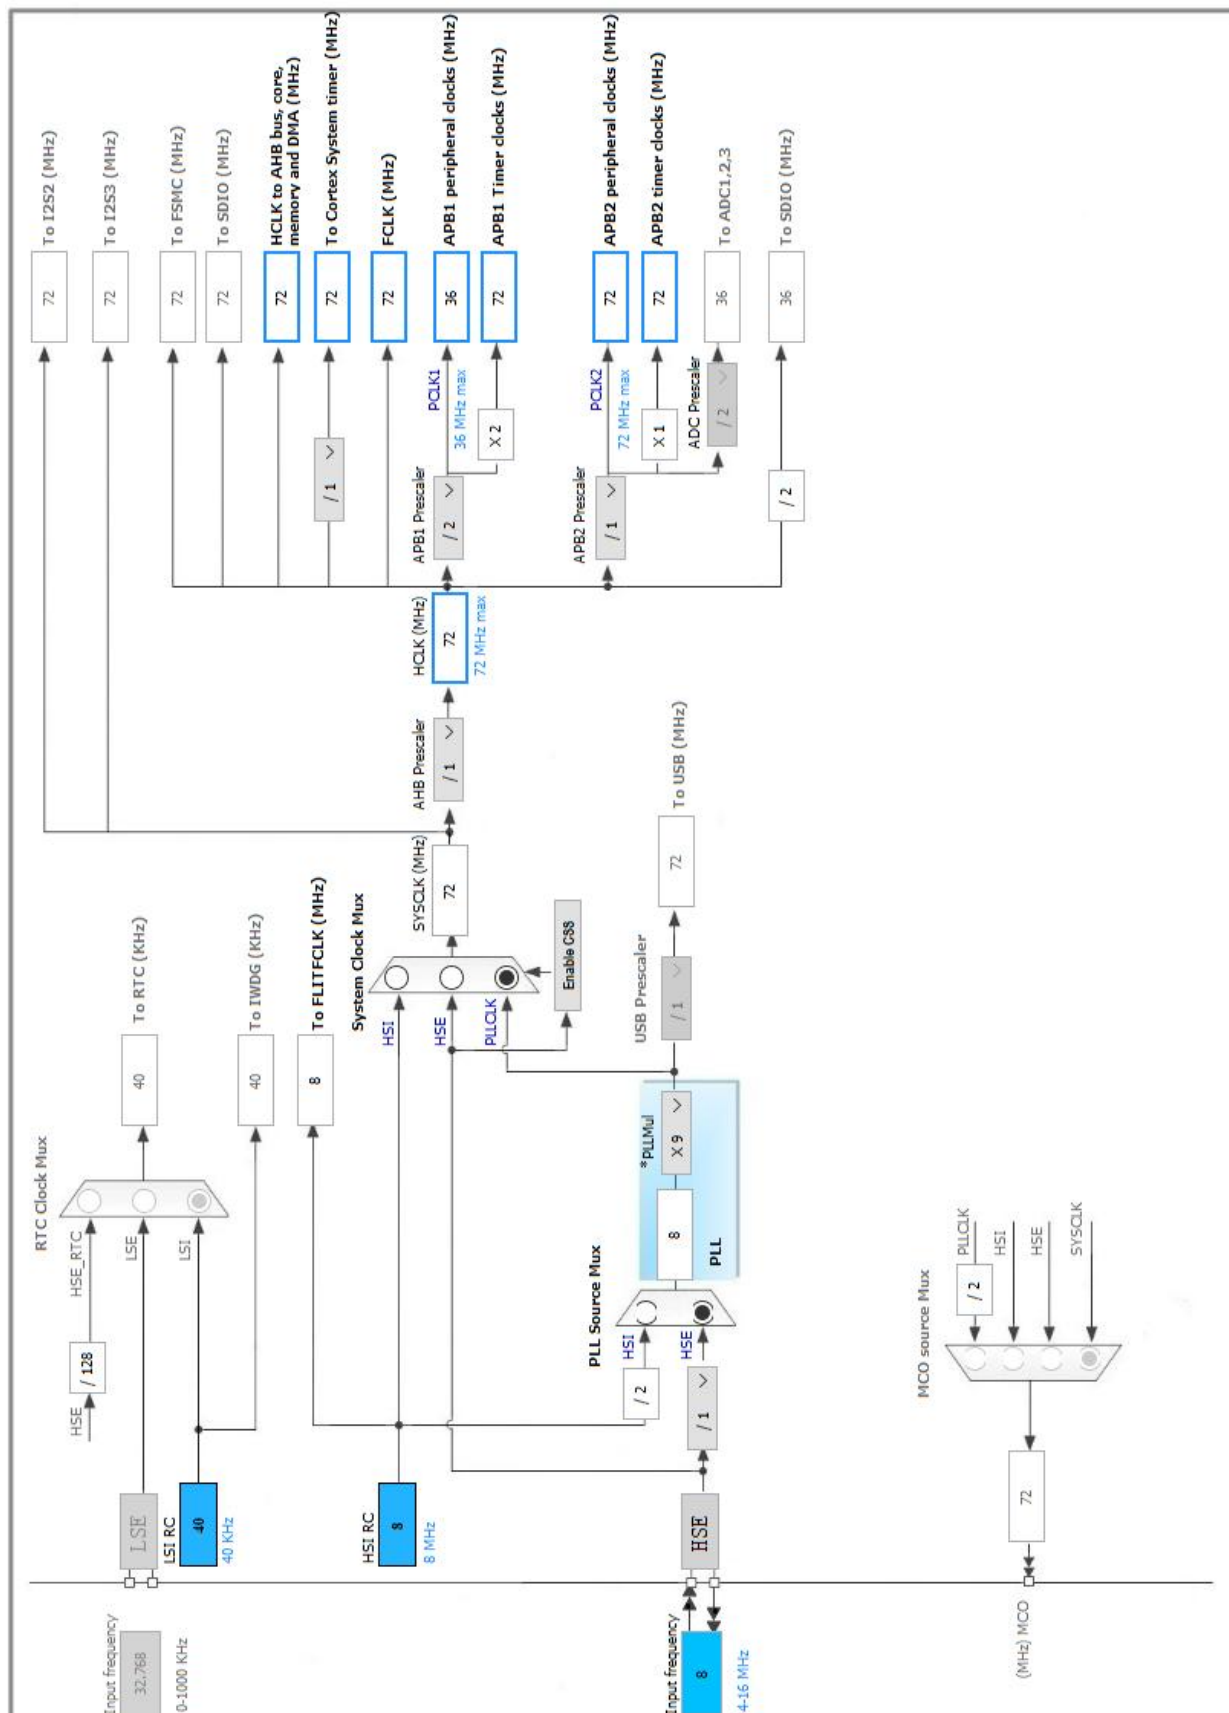 Input frequency
32.768
0-1000 KHz
LSE
LSI RC
40
40 KHz
HSE
/ 128
HSE_RTC
LSE
LSI
RTC Clock Mux
40
To RTC (KHz)
40
To IWDG (KHz)
8
To FLITFCLK (MHz)
HSI RC
8
8 MHz
System Clock Mux
HSI
HSE
PLLCLK
Enable CSS
SYSCLK (MHz)
72
AHB Prescaler
/ 1
HCLK (MHz)
72
72 MHz max
72
To I2S2 (MHz)
72
To I2S3 (MHz)
72
To FSMC (MHz)
72
To SDIO (MHz)
72
HCLK to AHB bus, core,
memory and DMA (MHz)
/ 1
72
To Cortex System timer (MHz)
72
FCLK (MHz)
APB1 Prescaler
/ 2
PCLK1
36 MHz max
36
APB1 peripheral clocks (MHz)
X 2
72
APB1 Timer clocks (MHz)
APB2 Prescaler
/ 1
PCLK2
72 MHz max
72
APB2 peripheral clocks (MHz)
X 1
72
APB2 timer clocks (MHz)
ADC Prescaler
/ 2
36
To ADC1,2,3
/ 2
36
To SDIO (MHz)
Input frequency
8
4-16 MHz
HSE
/ 1
/ 2
PLL Source Mux
HSI
HSE
8
*PLLMul
X 9
PLL
USB Prescaler
/ 1
72
To USB (MHz)
(MHz) MCO
72
MCO source Mux
/ 2
PLLCLK
HSI
HSE
SYSCLK